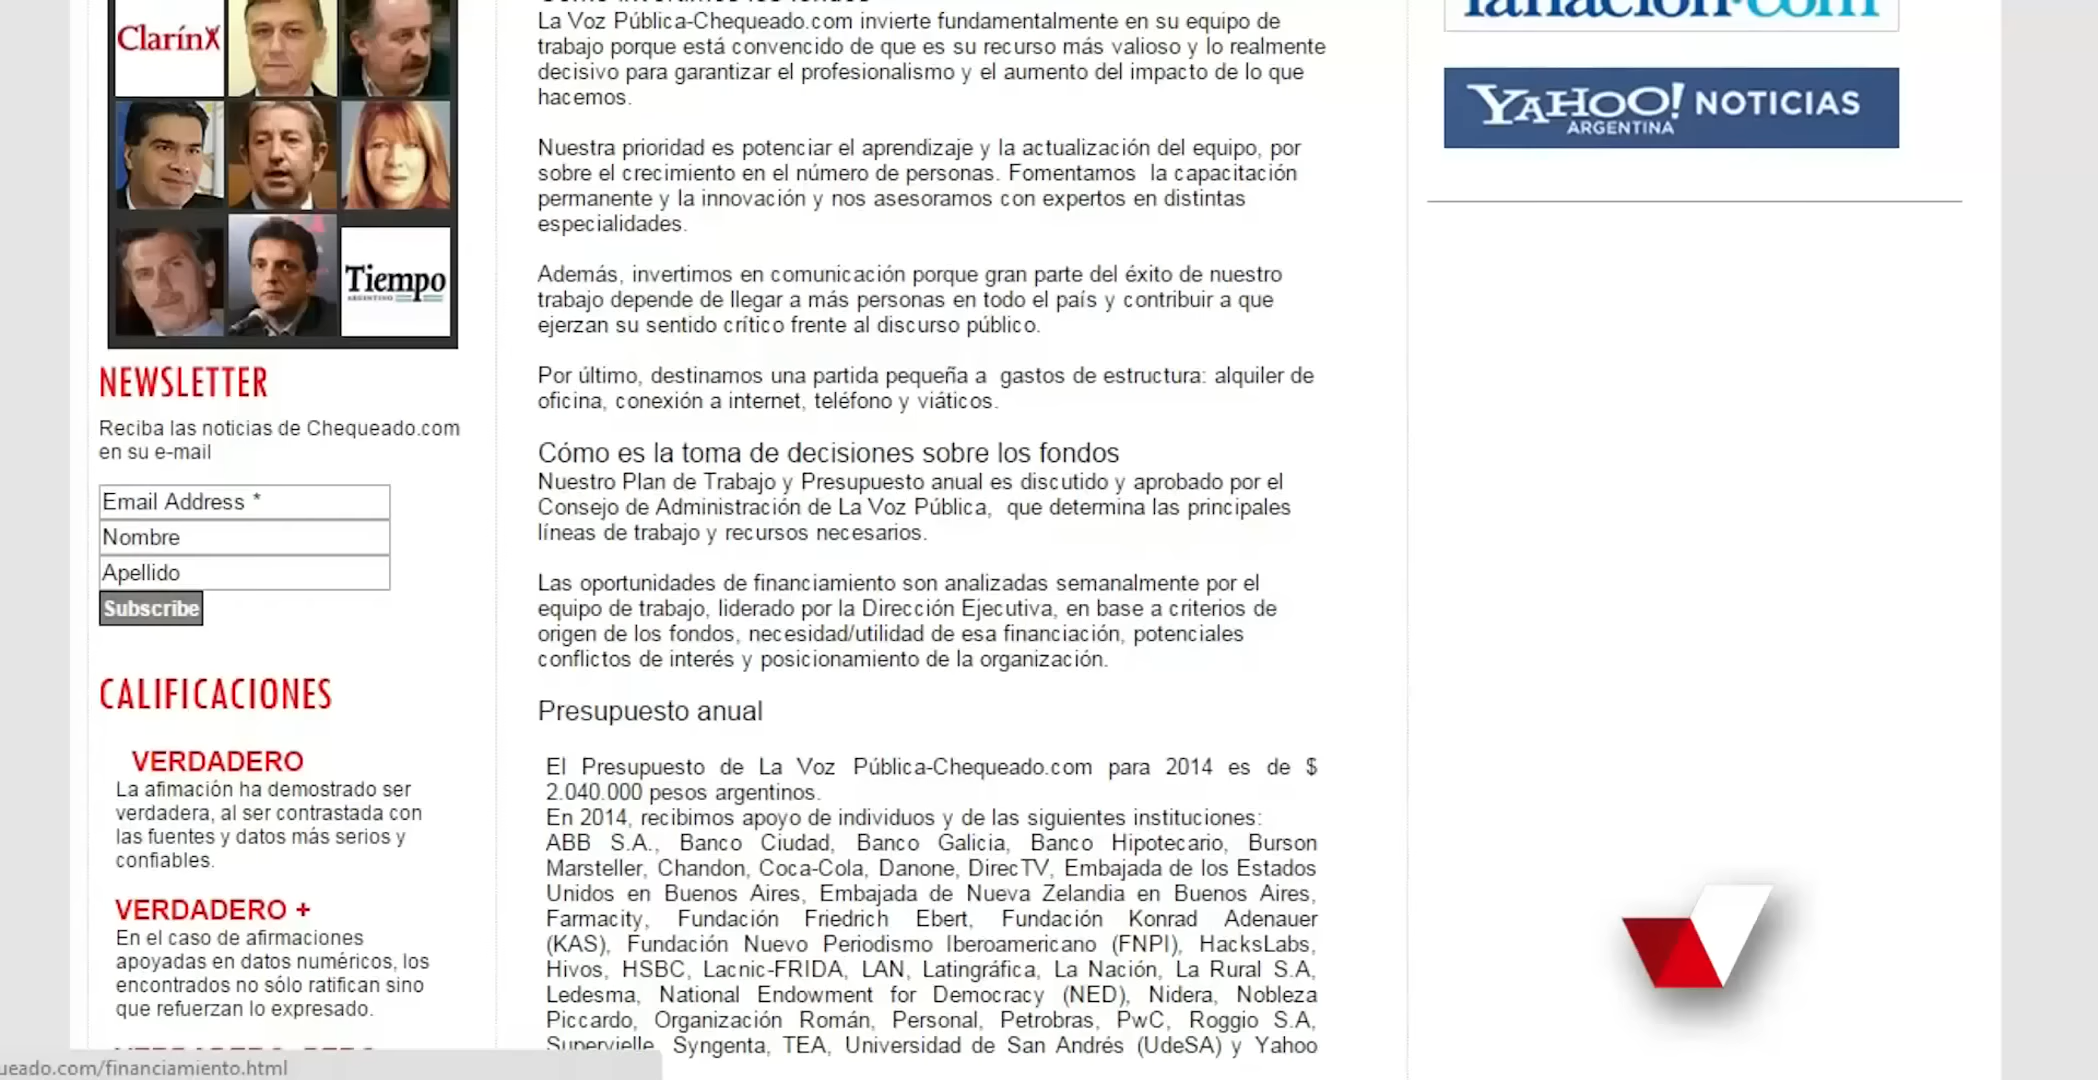 ClarínX
Tiempo
ARGENTINO
NEWSLETTER
Reciba las noticias de Chequeado.com
en su e-mail
Email Address *
Nombre
Apellido
Subscribe
CALIFICACIONES
VERDADERO
La afimación ha demostrado ser
verdadera, al ser contrastada con
las fuentes y datos más serios y
confiables.
VERDADERO +
En el caso de afirmaciones
apoyadas en datos numéricos, los
encontrados no sólo ratifican sino
que refuerzan lo expresado.
ueado.com/financiamiento.html
La Voz Pública-Chequeado.com invierte fundamentalmente en su equipo de
trabajo porque está convencido de que es su recurso más valioso y lo realmente
decisivo para garantizar el profesionalismo y el aumento del impacto de lo que
hacemos.
Nuestra prioridad es potenciar el aprendizaje y la actualización del equipo, por
sobre el crecimiento en el número de personas. Fomentamos la capacitación
permanente y la innovación y nos asesoramos con expertos en distintas
especialidades.
Además, invertimos en comunicación porque gran parte del éxito de nuestro
trabajo depende de llegar a más personas en todo el país y contribuir a que
ejerzan su sentido crítico frente al discurso público.
Por último, destinamos una partida pequeña a gastos de estructura: alquiler de
oficina, conexión a internet, teléfono y viáticos.
Cómo es la toma de decisiones sobre los fondos
Nuestro Plan de Trabajo y Presupuesto anual es discutido y aprobado por el
Consejo de Administración de La Voz Pública, que determina las principales
líneas de trabajo y recursos necesarios.
Las oportunidades de financiamiento son analizadas semanalmente por el
equipo de trabajo, liderado por la Dirección Ejecutiva, en base a criterios de
origen de los fondos, necesidad/utilidad de esa financiación, potenciales
conflictos de interés y posicionamiento de la organización.
Presupuesto anual
El Presupuesto de La Voz Pública-Chequeado.com para 2014 es de $
2.040.000 pesos argentinos.
En 2014, recibimos apoyo de individuos y de las siguientes instituciones:
ABB S.A., Banco Ciudad, Banco Galicia, Banco Hipotecario, Burson
Marsteller, Chandon, Coca-Cola, Danone, DirecTV, Embajada de los Estados
Unidos en Buenos Aires, Embajada de Nueva Zelandia en Buenos Aires,
Farmacity, Fundación Friedrich Ebert, Fundación Konrad Adenauer
(KAS), Fundación Nuevo Periodismo Iberoamericano (FNPI), HacksLabs,
Hivos, HSBC, Lacnic-FRIDA, LAN, Latingráfica, La Nación, La Rural S.A,
Ledesma, National Endowment for Democracy (NED), Nidera, Nobleza
Piccardo, Organización Román, Personal, Petrobras, PwC, Roggio S.A,
Supervielle, Syngenta, TEA, Universidad de San Andrés (UdeSA) y Yahoo
lanacion.com
YAHOO! NOTICIAS
ARGENTINA